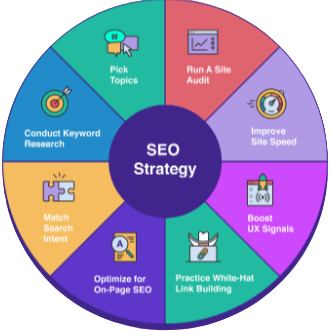 SEO
Strategy
Run A Site
Audit
Improve
Site Speed
Boost
UX Signals
Practice White-Hat
Link Building
Optimize for
On-Page SEO
A
Match
Search
Intent
Conduct Keyword
Research
Pick
Topics
#